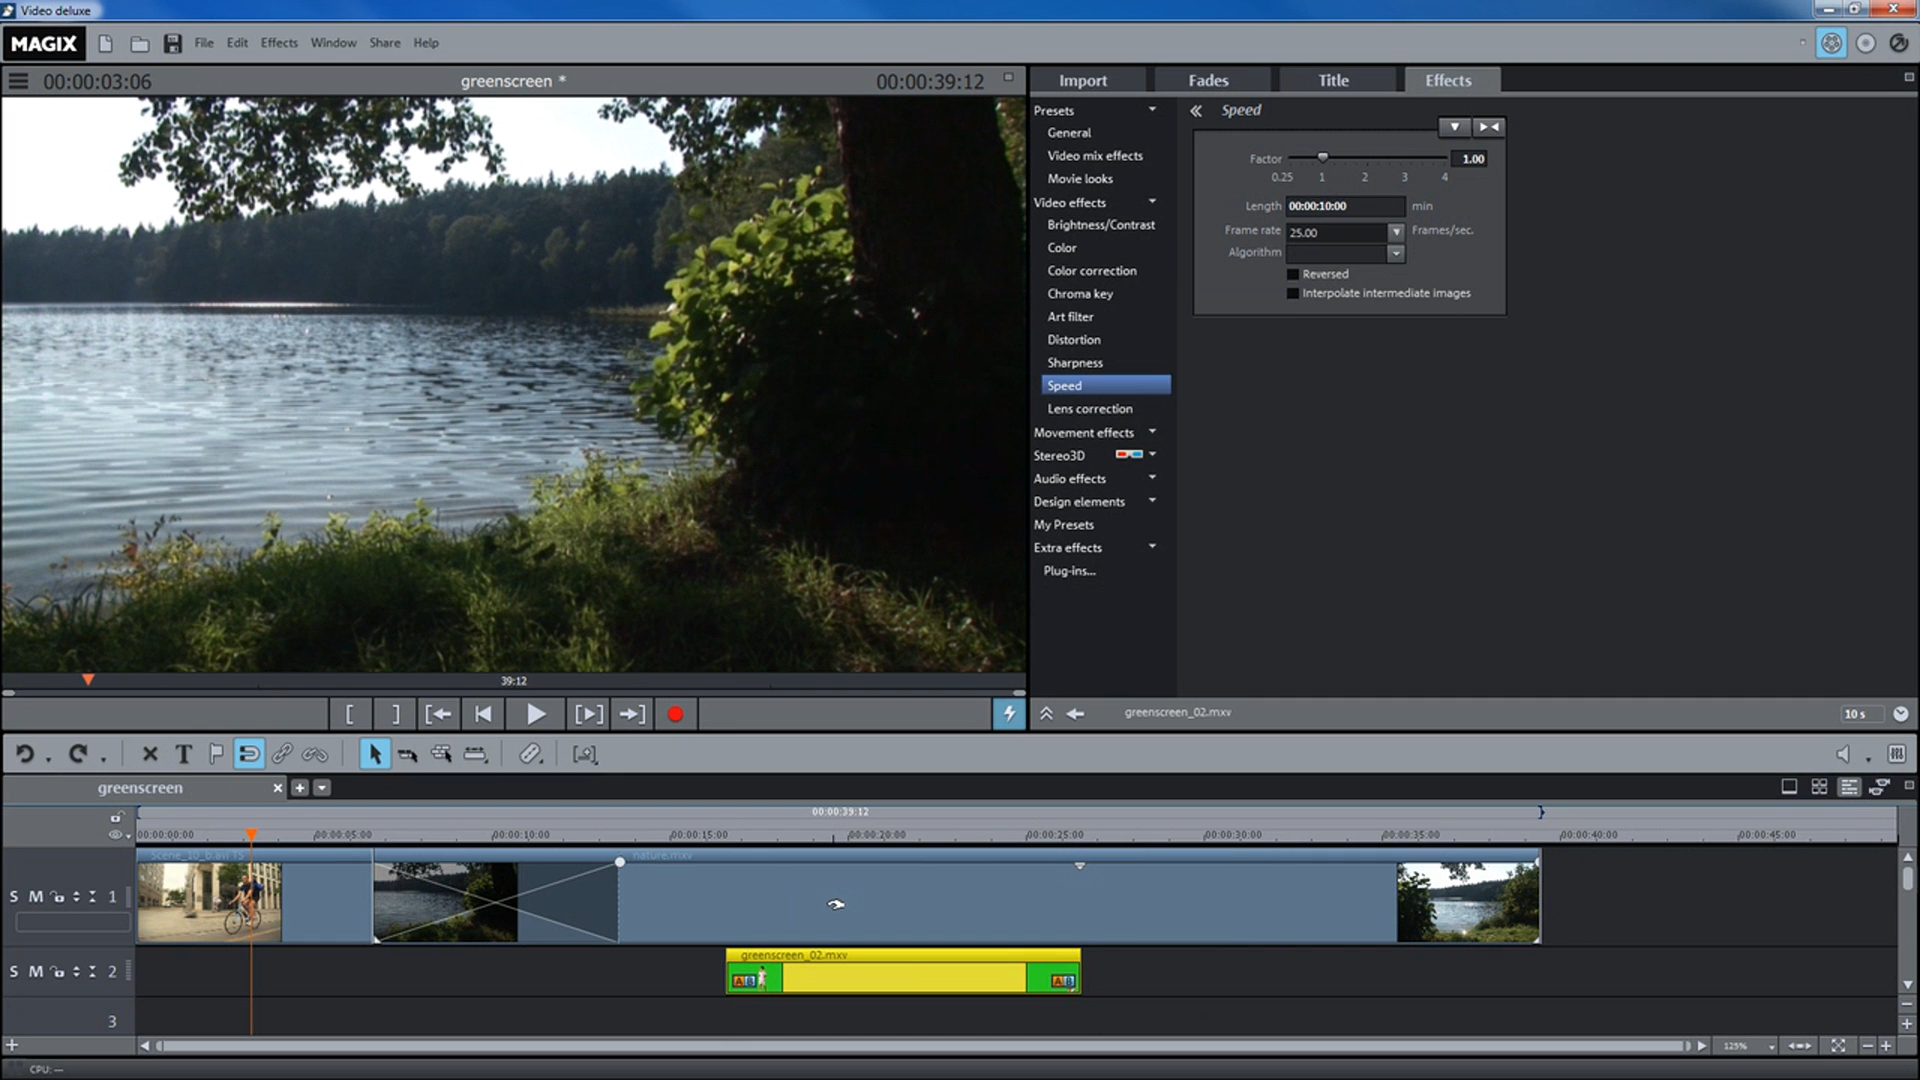 Video deluxe
MAGIX File Edit Effects Window Share Help
00:00:03:06 greenscreen * 00:00:39:12
Import Fades Title Effects
Presets
General
Video mix effects
Movie looks
Video effects
Brightness/Contrast
Color
Color correction
Chroma key
Art filter
Distortion
Sharpness
Speed
Lens correction
Movement effects
Stereo3D
Audio effects
Design elements
My Presets
Extra effects
Plug-ins...
Speed
Factor 1.00
0.25 1 2 3 4
Length 00:00:10:00 min
Frame rate 25.00 Frames/sec.
Algorithm
Reversed
Interpolate intermediate images
39:12
greenscreen_02.mxv 10 s
greenscreen
00:00:39:12
00:00:00:00 00:00:05:00 00:00:10:00 00:00:15:00 00:00:20:00 00:00:25:00 00:00:30:00 00:00:35:00 00:00:40:00 00:00:45:00
nature.mxv
S M 1
greenscreen_02.mxv
S M 2
A B A B
3
125%
CPU: —